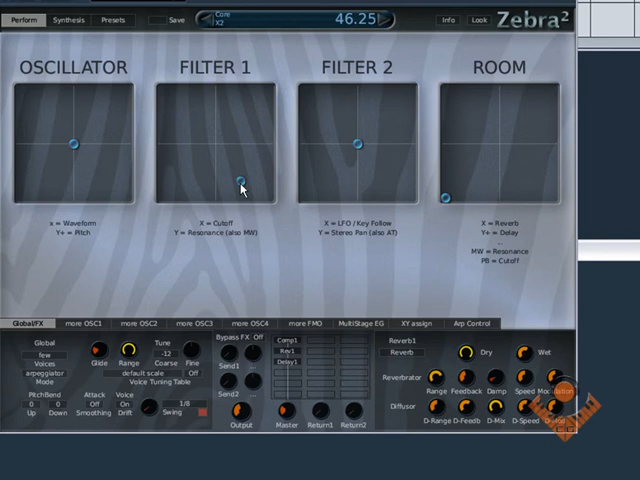 Perform Synthesis Presets Save
Core
X2
46.25
Info Look Zebra²
OSCILLATOR FILTER 1 FILTER 2 ROOM
x = Waveform
Y+ = Pitch
X = Cutoff
Y = Resonance (also MW)
X = LFO / Key Follow
Y = Stereo Pan (also AT)
X = Reverb
Y+ = Delay
...
MW = Resonance
PB = Cutoff
Global/FX more OSC1 more OSC2 more OSC3 more OSC4 more FMO MultiStage EG XY assign Arp Control
Global
few
Voices
arpeggiator
Mode
PitchBend
0 0
Up Down
Glide Range
Tune
-12
Coarse Fine
default scale Off
Voice Tuning Table
Attack
Off
Smoothing
Voice
On
Drift
1/8
Swing
Bypass FX Off
Send1 ...
Send2 ...
Output
Comp1
Rev1
Delay1
Master Return1 Return2
Reverb1
Reverb
Dry Wet
Reverbrator
Range Feedback Damp Speed Modulation
Diffusor
D-Range D-Feedb D-Mix D-Speed